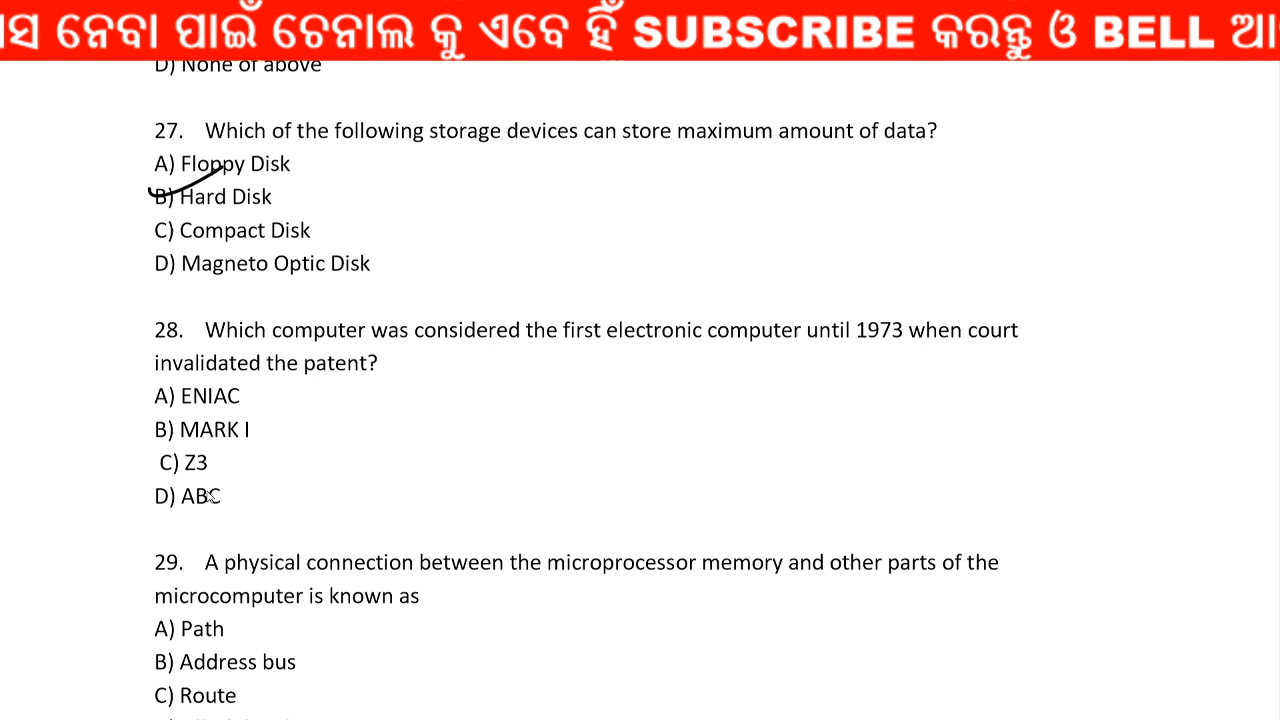 ନେବା ପାଇଁ ଚେନାଲ କୁ ଏବେ ହିଁ SUBSCRIBE କରନ୍ତୁ ଓ BELL
D) None of above
27. Which of the following storage devices can store maximum amount of data?
A) Floppy Disk
B) Hard Disk
C) Compact Disk
D) Magneto Optic Disk
28. Which computer was considered the first electronic computer until 1973 when court
invalidated the patent?
A) ENIAC
B) MARK I
C) Z3
D) ABC
29. A physical connection between the microprocessor memory and other parts of the
microcomputer is known as
A) Path
B) Address bus
C) Route